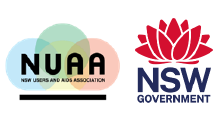 NUAA
NSW USERS AND AIDS ASSOCIATION
NSW
GOVERNMENT